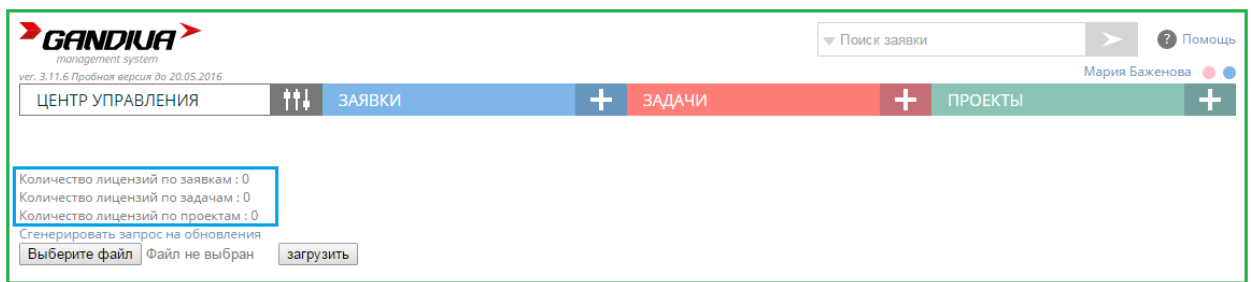 GANDIVA
management system
ver. 3.11.6 Пробная версия до 20.05.2016
Поиск заявки
? Помощь
Мария Баженова
ЦЕНТР УПРАВЛЕНИЯ
ЗАЯВКИ +
ЗАДАЧИ +
ПРОЕКТЫ +
Количество лицензий по заявкам : 0
Количество лицензий по задачам : 0
Количество лицензий по проектам : 0
Сгенерировать запрос на обновления
Выберите файл Файл не выбран загрузить